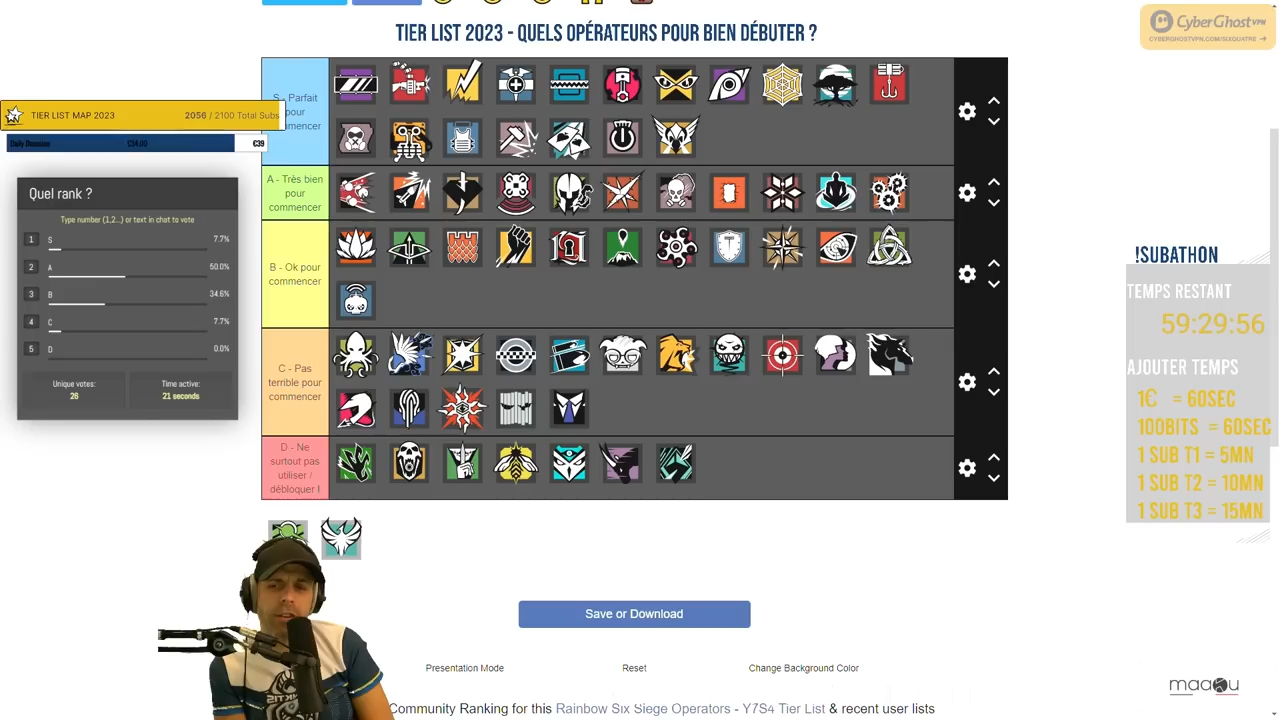 CyberGhost VPN
CYBERGHOSTVPN.COM/SIXQUATRE
TIER LIST 2023 - QUELS OPÉRATEURS POUR BIEN DÉBUTER ?
S - Parfait
pour
TIER LIST MAP 2023 2056 / 2100 Total Subs
€39
A - Très bien
pour
commencer
B - Ok pour
commencer
C - Pas
terrible pour
commencer
D - Ne
surtout pas
utiliser /
débloquer !
Quel rank ?
Type number (1,2...) or text in chat to vote
1 S 7.7%
2 A 50.0%
3 B 34.6%
4 C 7.7%
5 D 0.0%
Unique votes:
26
Time active:
21 seconds
!SUBATHON
TEMPS RESTANT
59:29:56
AJOUTER TEMPS
1€ = 60SEC
100BITS = 60SEC
1 SUB T1 = 5MN
1 SUB T2 = 10MN
1 SUB T3 = 15MN
Save or Download
Presentation Mode Reset Change Background Color
Community Ranking for this Rainbow Six Siege Operators - Y7S4 Tier List & recent user lists